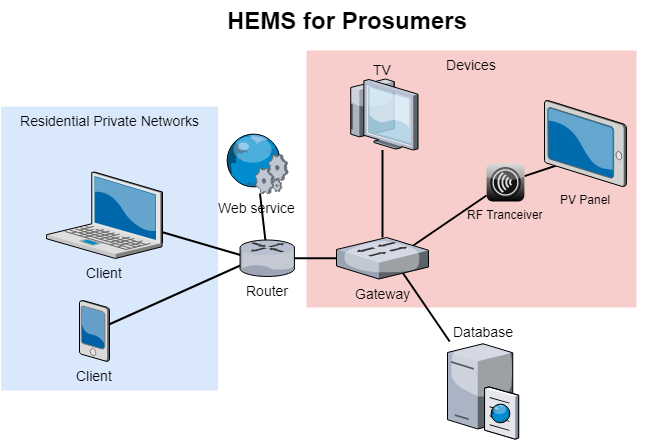 HEMS for Prosumers
TV
Devices
Residential Private Networks
Web service
RF Tranceiver
PV Panel
Client
Router
Gateway
Database
Client